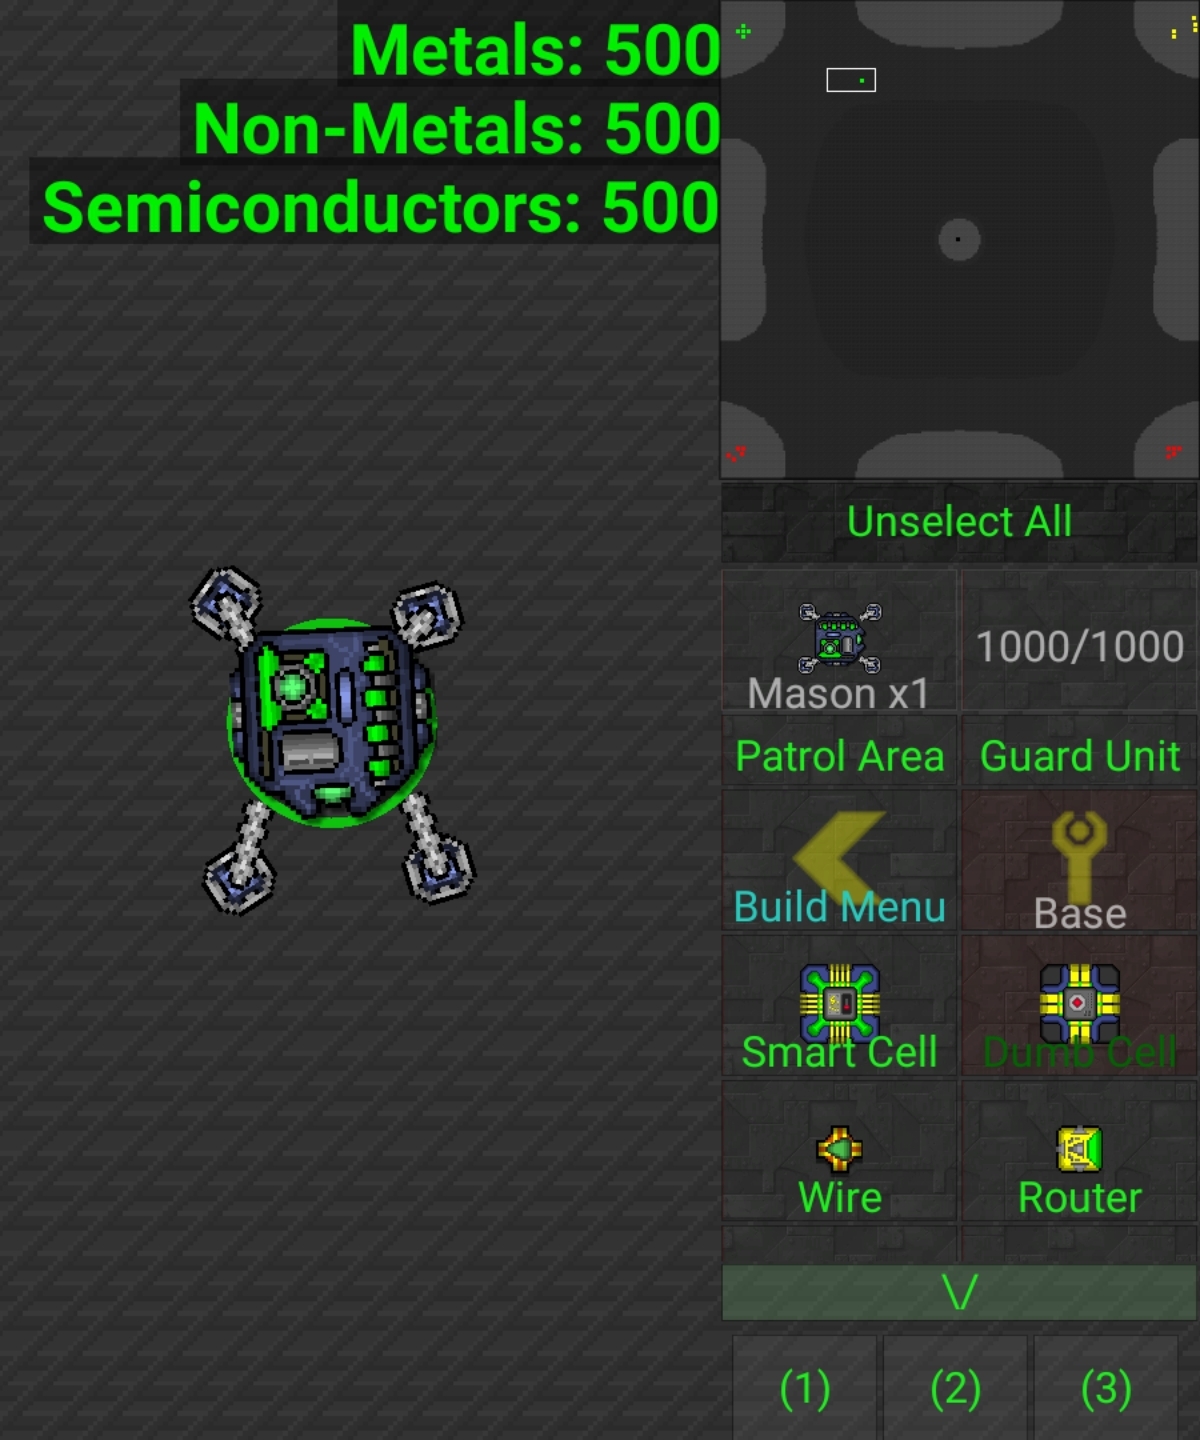 Metals: 500
Non-Metals: 500
Semiconductors: 500
Unselect All
Mason x1
1000/1000
Patrol Area
Guard Unit
Build Menu
Base
Smart Cell
Dumb Cell
Wire
Router
(1)
(2)
(3)